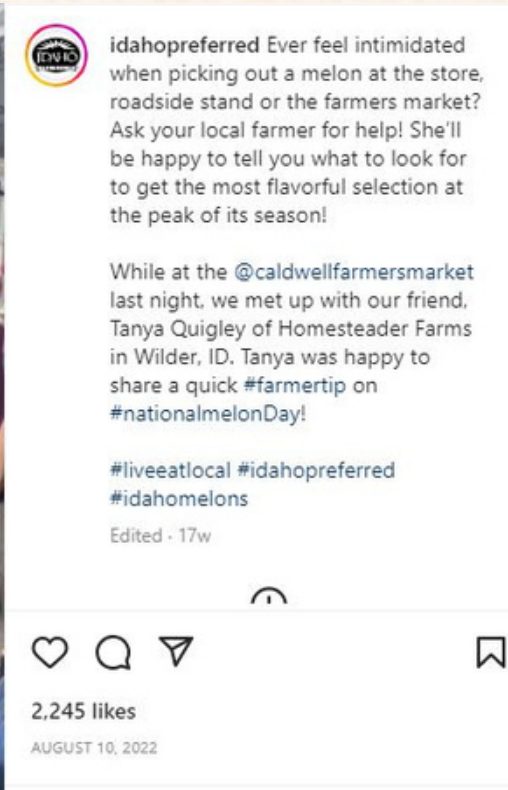 IDAHO
idahopreferred Ever feel intimidated
when picking out a melon at the store,
roadside stand or the farmers market?
Ask your local farmer for help! She'll
be happy to tell you what to look for
to get the most flavorful selection at
the peak of its season!
While at the @caldwellfarmersmarket
last night, we met up with our friend,
Tanya Quigley of Homesteader Farms
in Wilder, ID. Tanya was happy to
share a quick #farmertip on
#nationalmelonDay!
#liveeatlocal #idahopreferred
#idahomelons
Edited · 17w
2,245 likes
AUGUST 10, 2022